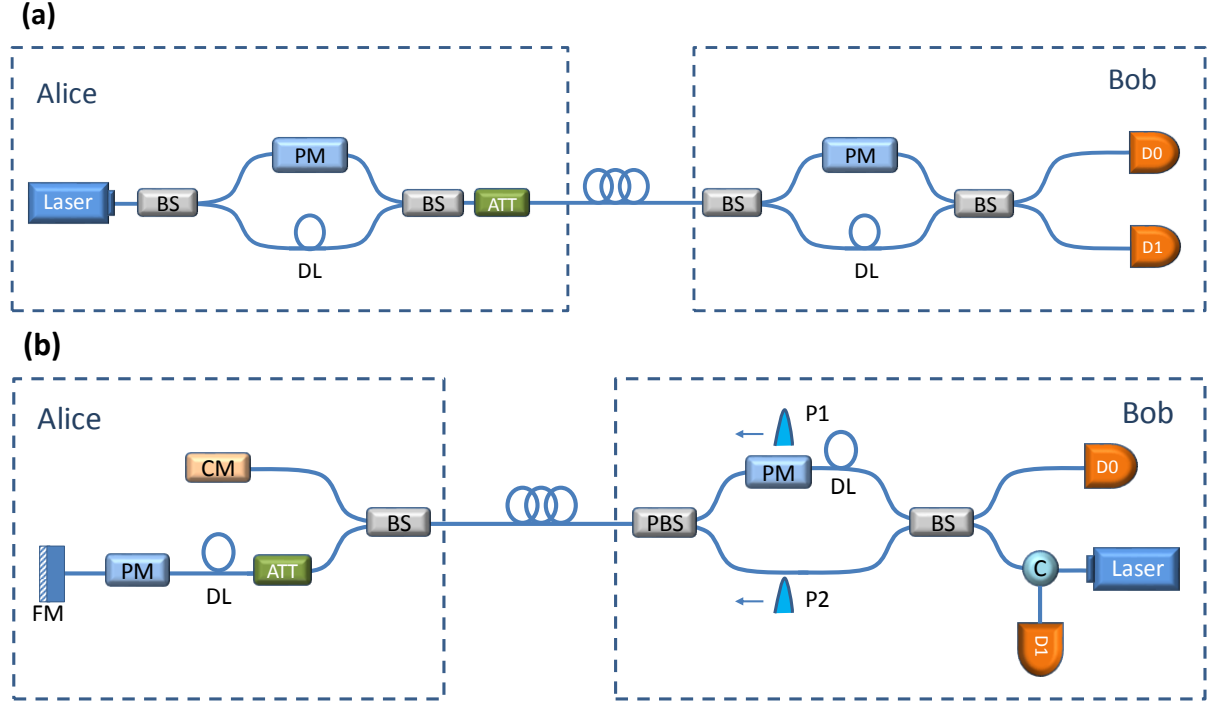 (a)
Alice
Bob
PM
PM
D0
Laser
BS
BS
ATT
BS
BS
DL
DL
D1
(b)
Alice
Bob
P1
CM
PM
DL
D0
BS
PBS
BS
PM
DL
ATT
C
Laser
FM
P2
D1